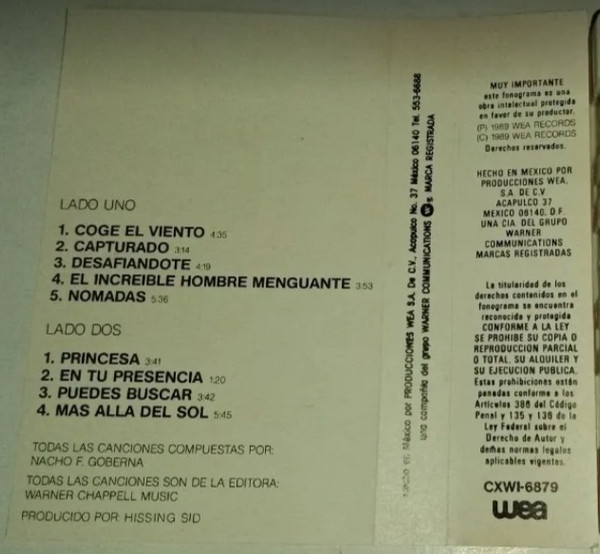 LADO UNO
1. COGE EL VIENTO 4:35
2. CAPTURADO 3:14
3. DESAFIANDOTE 4:19
4. EL INCREIBLE HOMBRE MENGUANTE 3:53
5. NOMADAS 5:36
LADO DOS
1. PRINCESA 3:41
2. EN TU PRESENCIA 1:20
3. PUEDES BUSCAR 3:42
4. MAS ALLA DEL SOL 5:45
TODAS LAS CANCIONES COMPUESTAS POR:
NACHO F. GOBERNA
TODAS LAS CANCIONES SON DE LA EDITORA:
WARNER CHAPPELL MUSIC
PRODUCIDO POR: HISSING SID
Hecho en México por PRODUCCIONES WEA S.A. De C.V., Acapulco No. 37 México 06140 Tel. 553-6688
una compañía del grupo WARNER COMMUNICATIONS MARCA REGISTRADA
MUY IMPORTANTE
este fonograma es una
obra intelectual protegida
en favor de su productor.
(P) 1989 WEA RECORDS
(C) 1989 WEA RECORDS
Derechos reservados.
HECHO EN MEXICO POR
PRODUCCIONES WEA,
S.A. DE C.V
ACAPULCO 37
MEXICO 06140, D.F
UNA CIA. DEL GRUPO
WARNER
COMMUNICATIONS
MARCAS REGISTRADAS
La titularidad de los
derechos contenidos en el
fonograma se encuentra
reconocida y protegida
CONFORME A LA LEY
SE PROHIBE SU COPIA O
REPRODUCCION PARCIAL
O TOTAL, SU ALQUILER Y
SU EJECUCION PUBLICA.
Estas prohibiciones están
penadas conforme a los
Artículos 386 del Código
Penal y 135 y 136 de la
Ley Federal sobre el
Derecho de Autor y
demás normas legales
aplicables vigentes.
CXWI-6879
wea